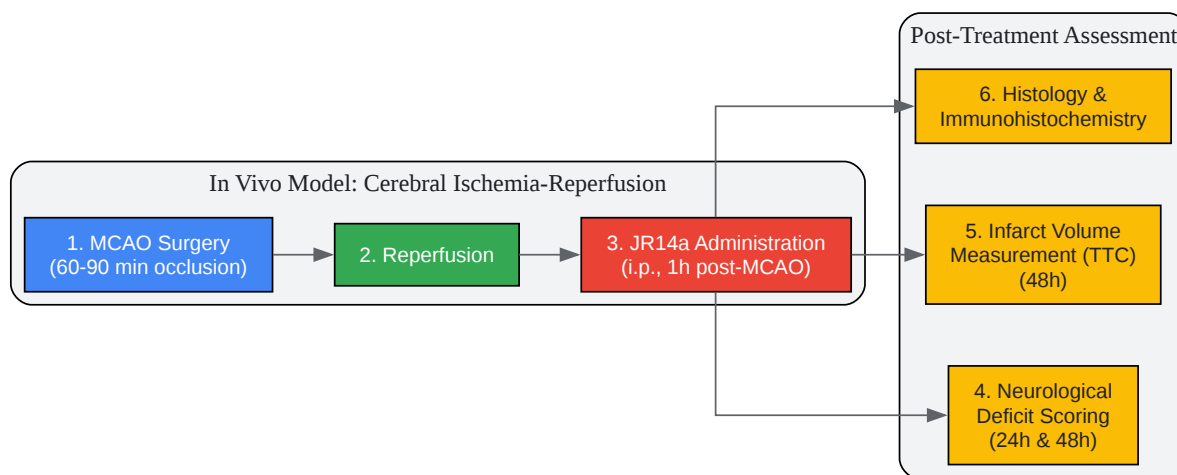 Post-Treatment Assessment
6. Histology &
Immunohistochemistry
In Vivo Model: Cerebral Ischemia-Reperfusion
1. MCAO Surgery
(60-90 min occlusion)
2. Reperfusion
3. JR14a Administration
(i.p., 1h post-MCAO)
5. Infarct Volume
Measurement (TTC)
(48h)
4. Neurological
Deficit Scoring
(24h & 48h)